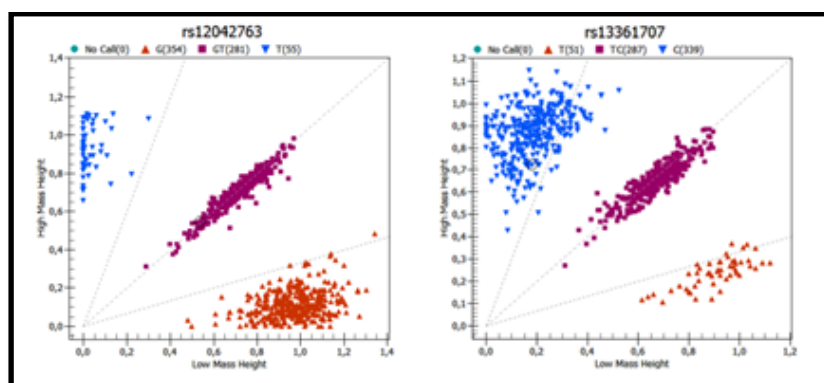 rs12042763
No Call(0) G(354) GT(281) T(55)
High Mass Height
1,4
1,2
1,0
0,8
0,6
0,4
0,2
0,0
0,0 0,2 0,4 0,6 0,8 1,0 1,2 1,4
Low Mass Height
rs13361707
No Call(0) T(51) TC(287) C(339)
High Mass Height
1,2
1,1
1,0
0,9
0,8
0,7
0,6
0,5
0,4
0,3
0,2
0,1
0,0
0,0 0,2 0,4 0,6 0,8 1,0 1,2
Low Mass Height